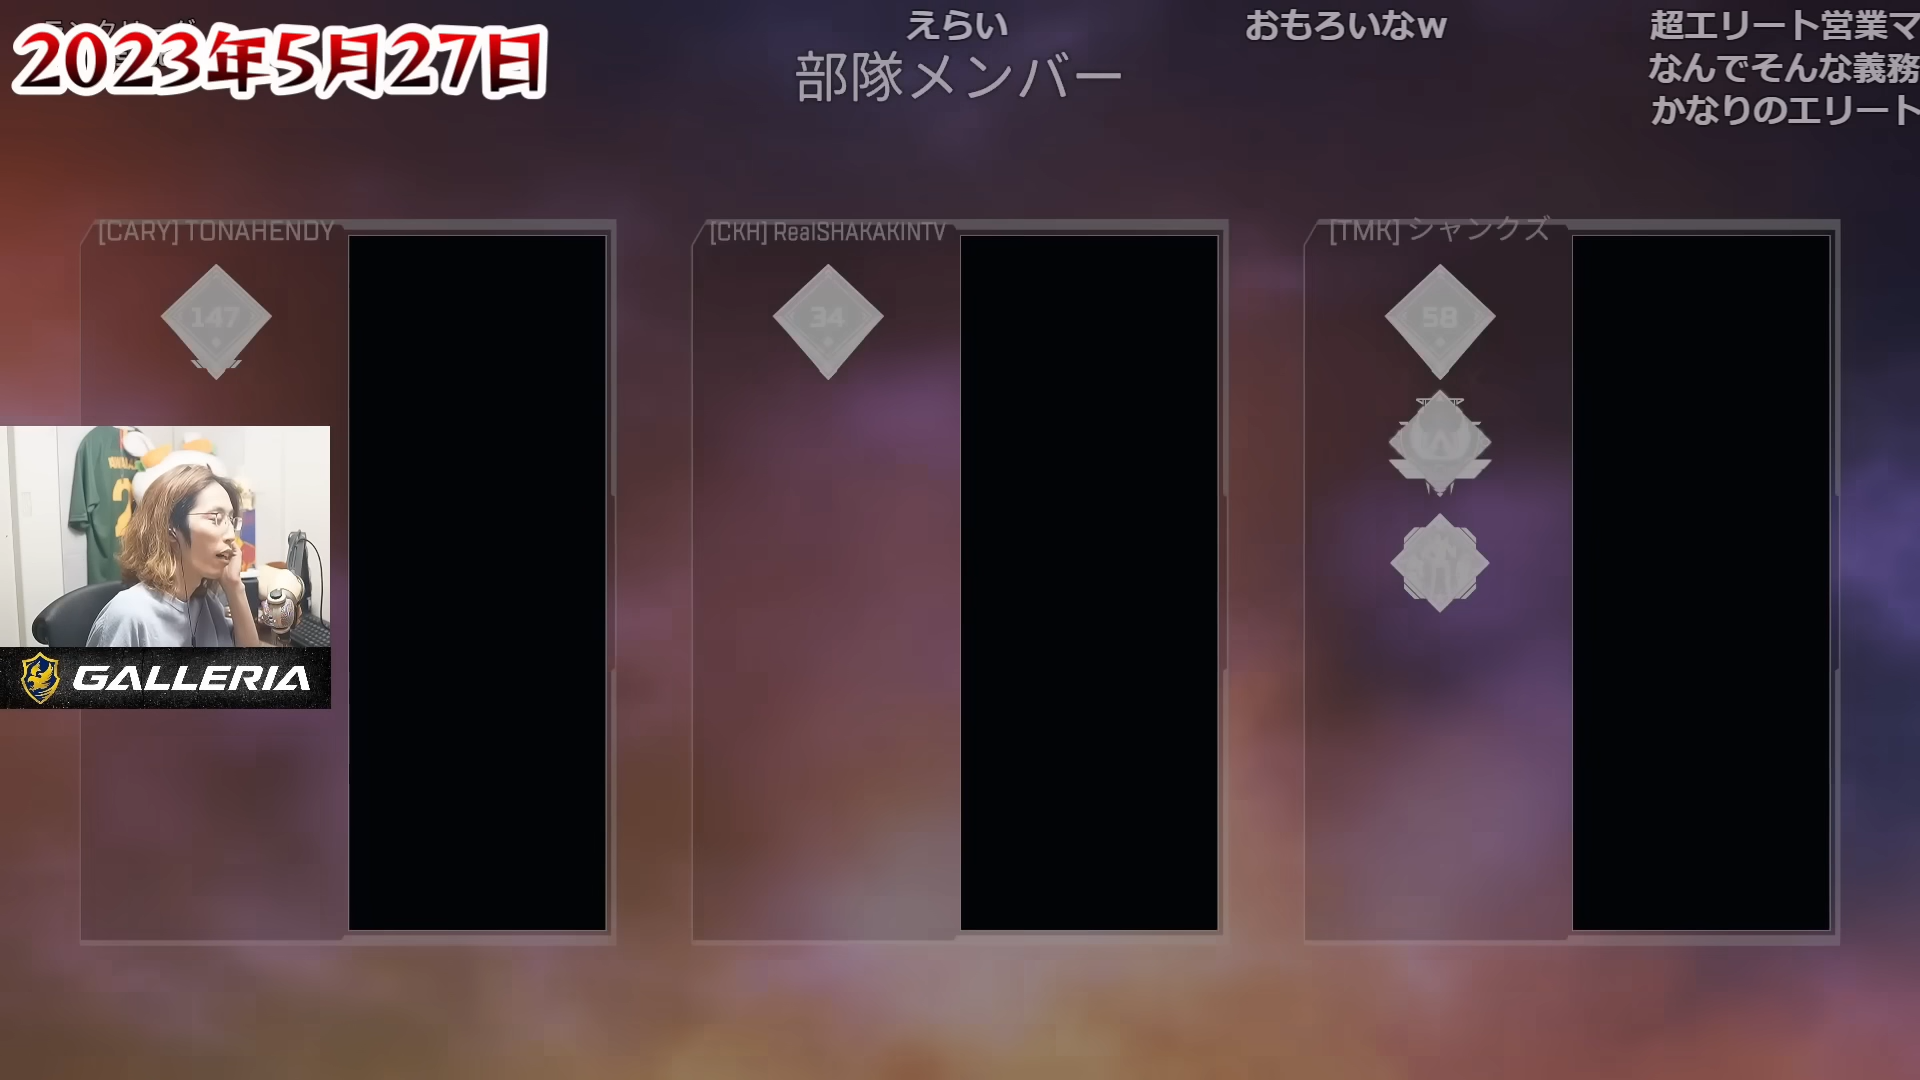 2023年5月27日
えらい
おもろいなw
超エリート営業マ
なんでそんな義務
かなりのエリート
部隊メンバー
[CARY] TONAHENDY
[CKH] RealSHAKAKINTV
[TMK] シャンクズ
147
34
58
GALLERIA